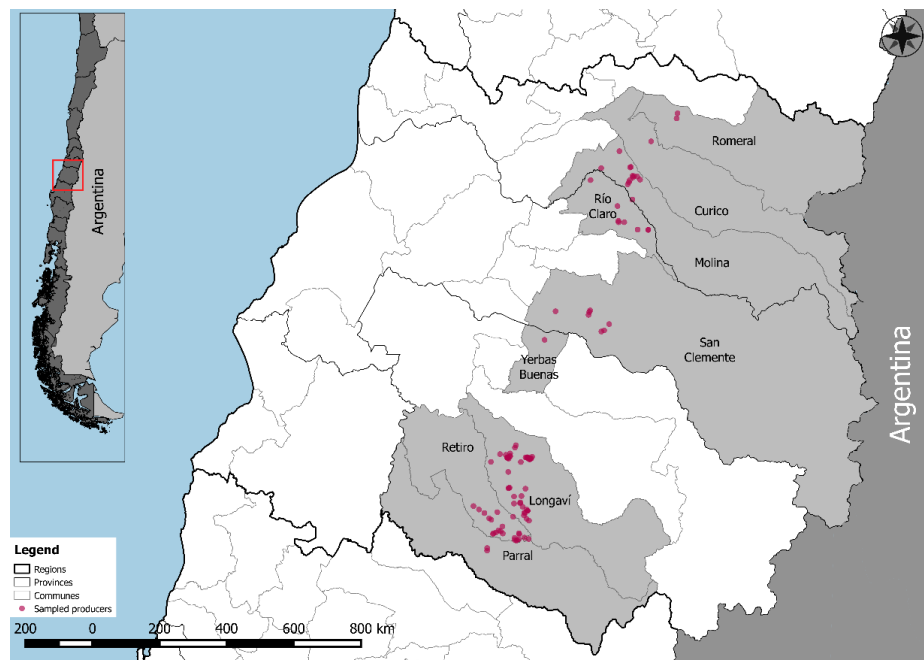 Argentina
Romeral
Río
Claro
Curico
Molina
San
Clemente
Yerbas
Buenas
Argentina
Retiro
Longaví
Parral
Legend
Regions
Provinces
Communes
Sampled producers
200 0 200 400 600 800 km